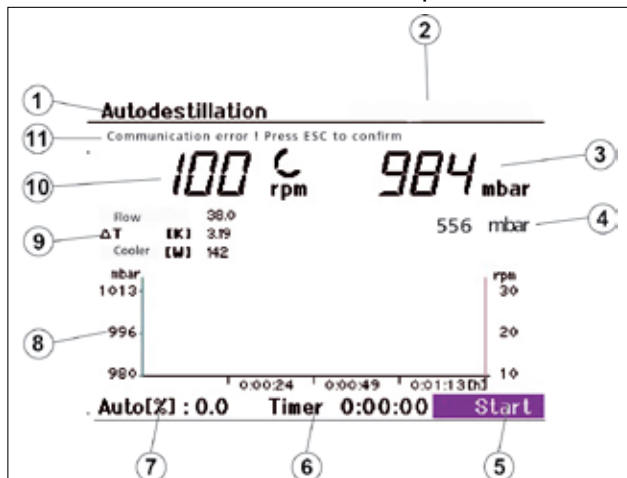 2
1
Autodestillation
11
Communication error ! Press ESC to confirm
100 rpm 984 mbar
3
10
Flow 38.0
556 mbar
4
9
ΔT [K] 3.19
Cooler [W] 142
mbar rpm
1013 30
8
996 20
980 10
0:00:24 0:00:49 0:01:13[h]
Auto[%] : 0.0 Timer 0:00:00 Start
7 6 5